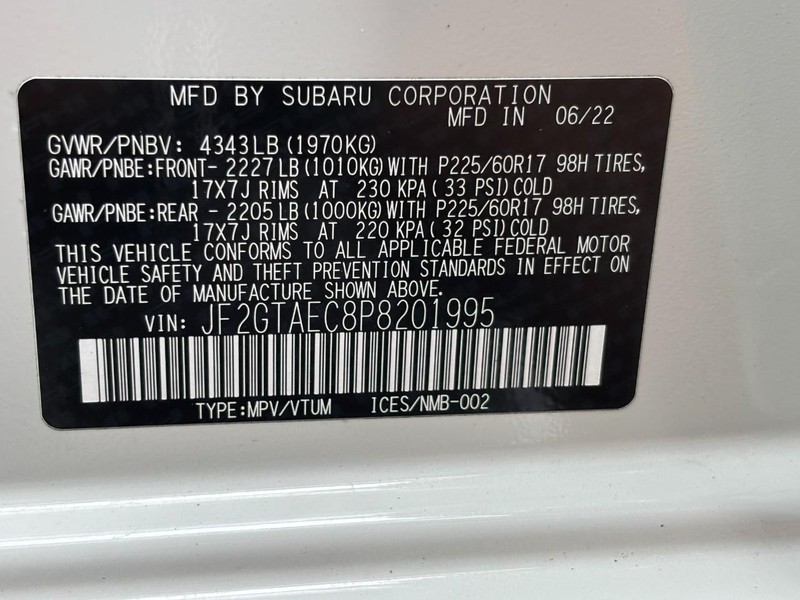 MFD BY SUBARU CORPORATION
MFD IN 06/22
GVWR/PNBV: 4343LB(1970KG)
GAWR/PNBE:FRONT- 2227LB(1010KG)WITH P225/60R17 98H TIRES,
17X7J RIMS AT 230 KPA(33 PSI)COLD
GAWR/PNBE:REAR - 2205LB(1000KG)WITH P225/60R17 98H TIRES,
17X7J RIMS AT 220 KPA(32 PSI)COLD
THIS VEHICLE CONFORMS TO ALL APPLICABLE FEDERAL MOTOR
VEHICLE SAFETY AND THEFT PREVENTION STANDARDS IN EFFECT ON
THE DATE OF MANUFACTURE SHOWN ABOVE.
VIN: JF2GTAEC8P8201995
TYPE:MPV/VTUM ICES/NMB-002